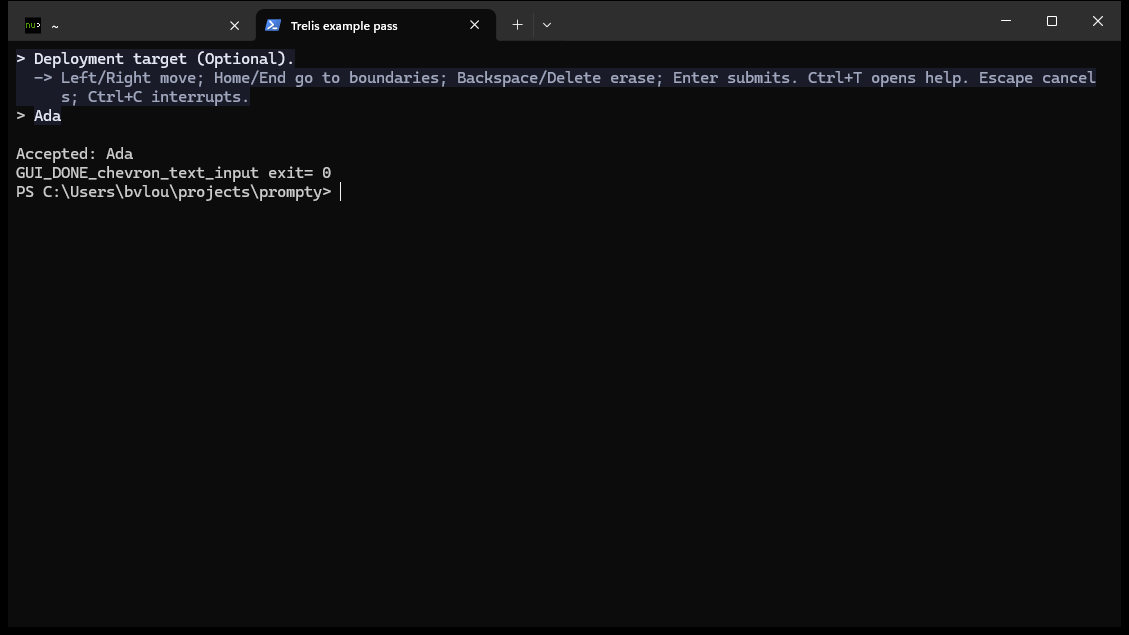 nu> ~
Trelis example pass
> Deployment target (Optional).
—> Left/Right move; Home/End go to boundaries; Backspace/Delete erase; Enter submits. Ctrl+T opens help. Escape cancel
s; Ctrl+C interrupts.
> Ada
Accepted: Ada
GUI_DONE_chevron_text_input exit= 0
PS C:\Users\bvlou\projects\prompty>